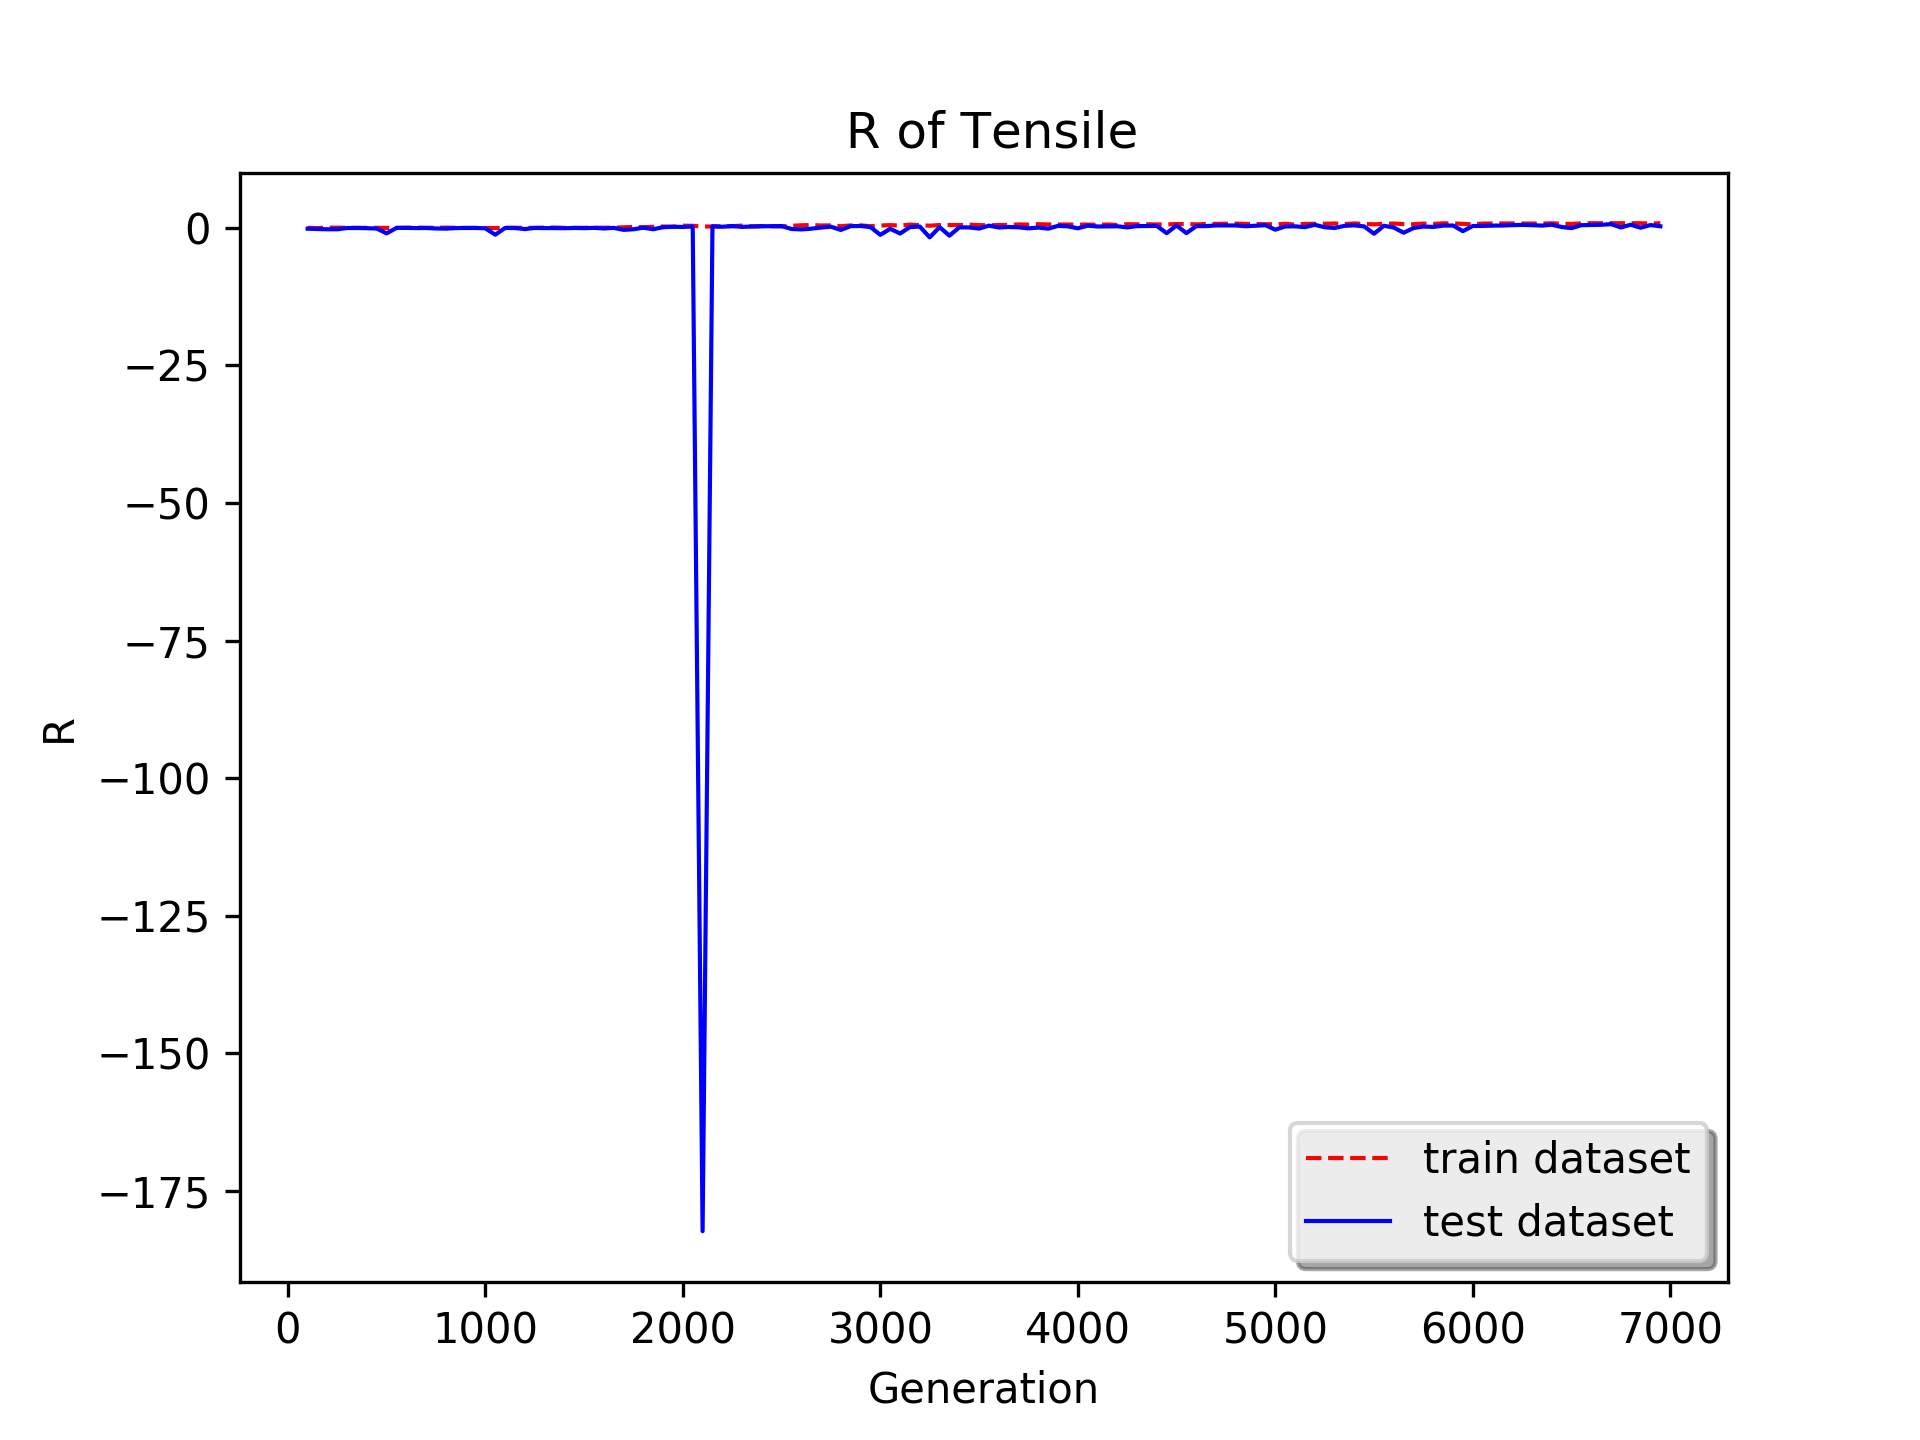 R of Tensile
0
−25
−50
−75
−100
−125
−150
−175
R
train dataset
test dataset
0 1000 2000 3000 4000 5000 6000 7000
Generation